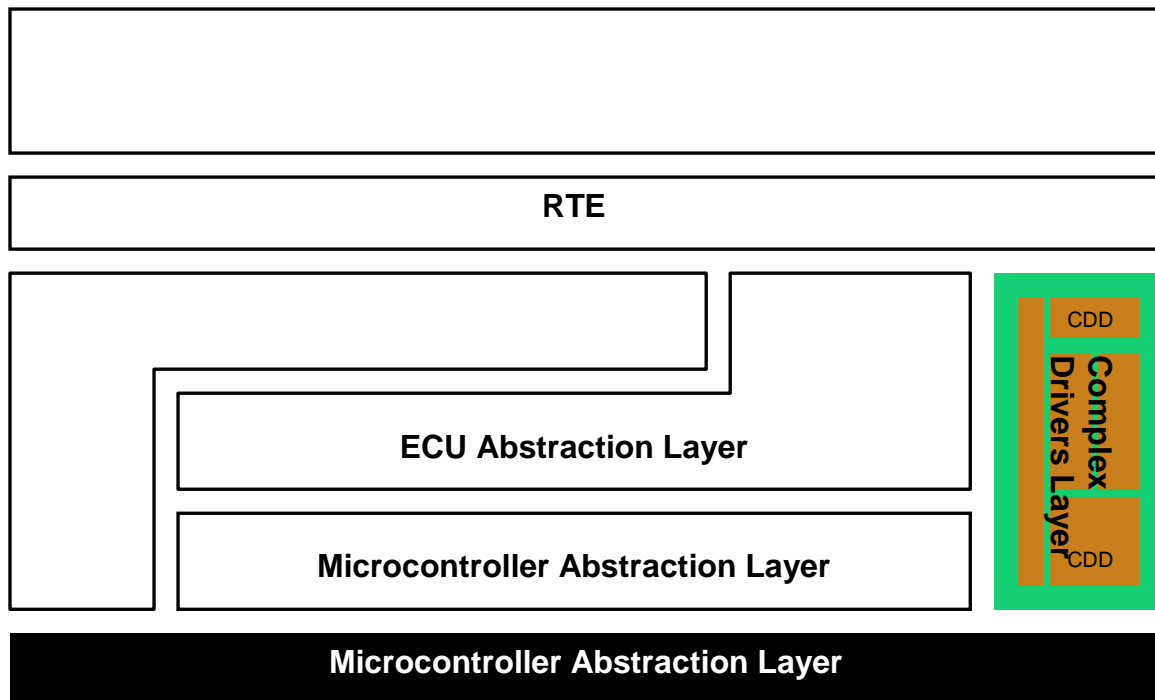 RTE
CDD
Complex
Drivers Layer
ECU Abstraction Layer
CDD
Microcontroller Abstraction Layer
Microcontroller Abstraction Layer